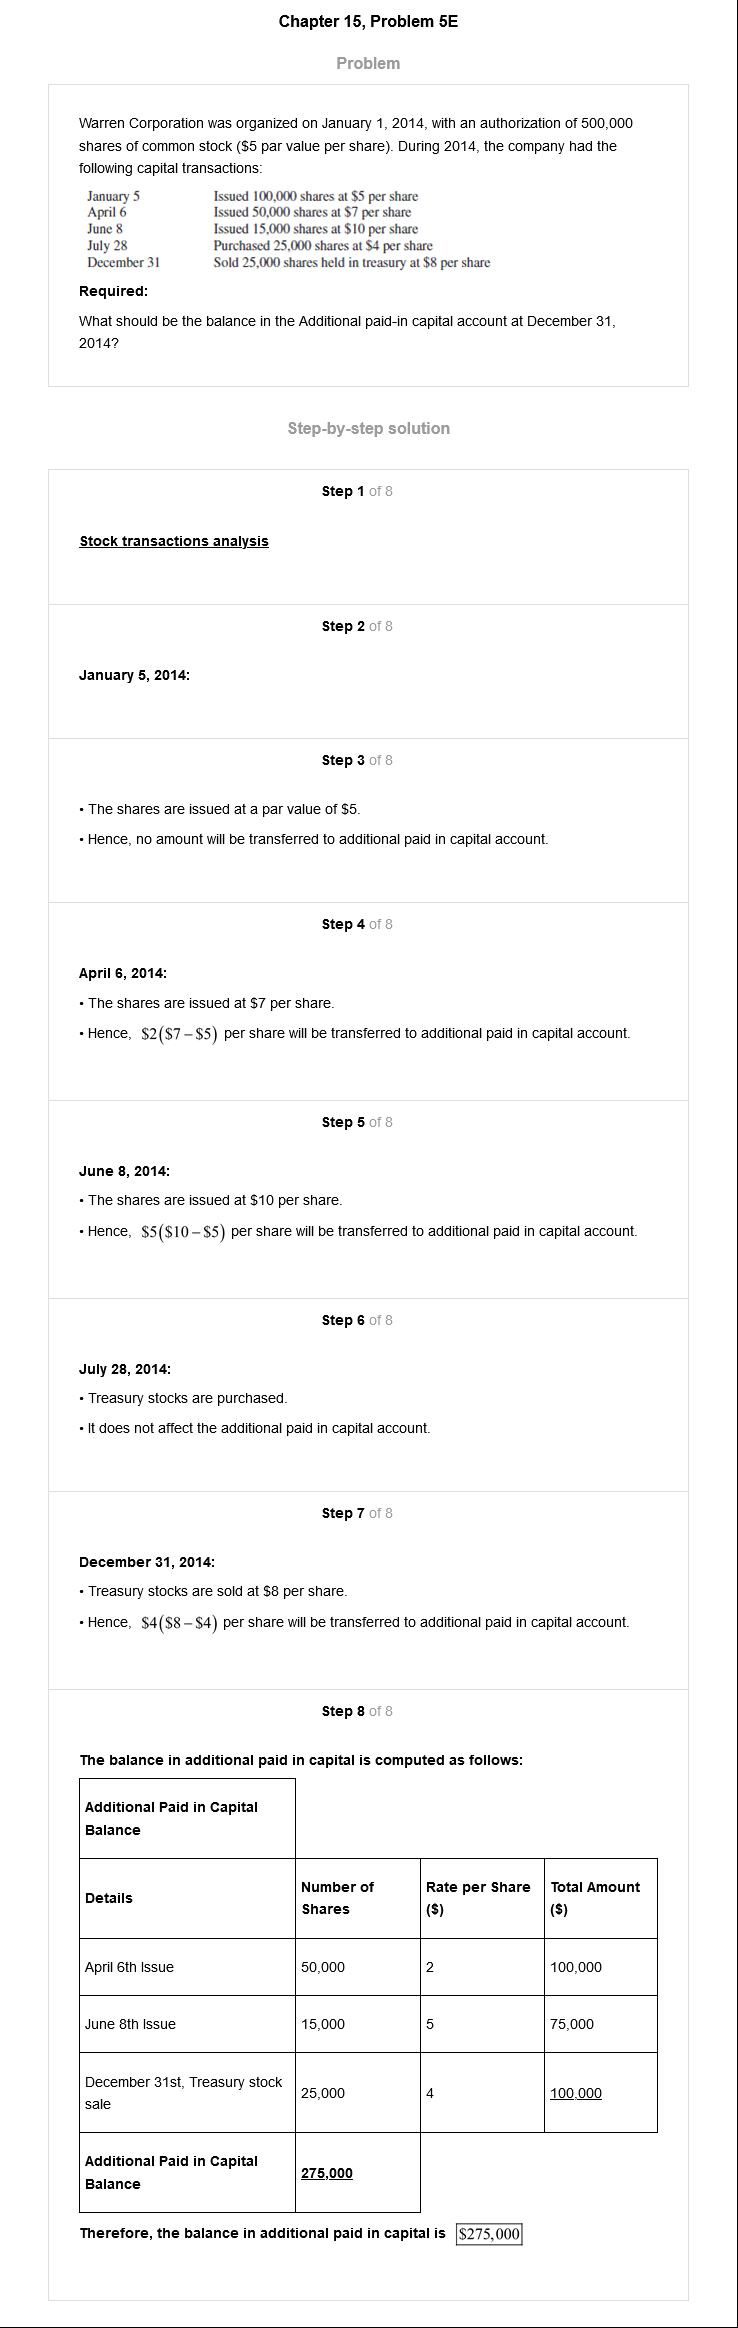 Chapter 15, Problem 5E
Problem
Warren Corporation was organized on January 1, 2014, with an authorization of 500,000
shares of common stock ($5 par value per share). During 2014, the company had the
following capital transactions:
January 5 Issued 100,000 shares at $5 per share
April 6 Issued 50,000 shares at $7 per share
June 8 Issued 15,000 shares at $10 per share
July 28 Purchased 25,000 shares at $4 per share
December 31 Sold 25,000 shares held in treasury at $8 per share
Required:
What should be the balance in the Additional paid-in capital account at December 31,
2014?
Step-by-step solution
Step 1 of 8
Stock transactions analysis
Step 2 of 8
January 5, 2014:
Step 3 of 8
• The shares are issued at a par value of $5.
• Hence, no amount will be transferred to additional paid in capital account.
Step 4 of 8
April 6, 2014:
• The shares are issued at $7 per share.
• Hence, $2($7 – $5) per share will be transferred to additional paid in capital account.
Step 5 of 8
June 8, 2014:
• The shares are issued at $10 per share.
• Hence, $5($10 – $5) per share will be transferred to additional paid in capital account.
Step 6 of 8
July 28, 2014:
• Treasury stocks are purchased.
• It does not affect the additional paid in capital account.
Step 7 of 8
December 31, 2014:
• Treasury stocks are sold at $8 per share.
• Hence, $4($8 – $4) per share will be transferred to additional paid in capital account.
Step 8 of 8
The balance in additional paid in capital is computed as follows:
Additional Paid in Capital
Balance
Details
Number of
Shares
Rate per Share
($)
Total Amount
($)
April 6th Issue 50,000 2 100,000
June 8th Issue 15,000 5 75,000
December 31st, Treasury stock
sale
25,000 4 100,000
Additional Paid in Capital
Balance
275,000
Therefore, the balance in additional paid in capital is $275,000